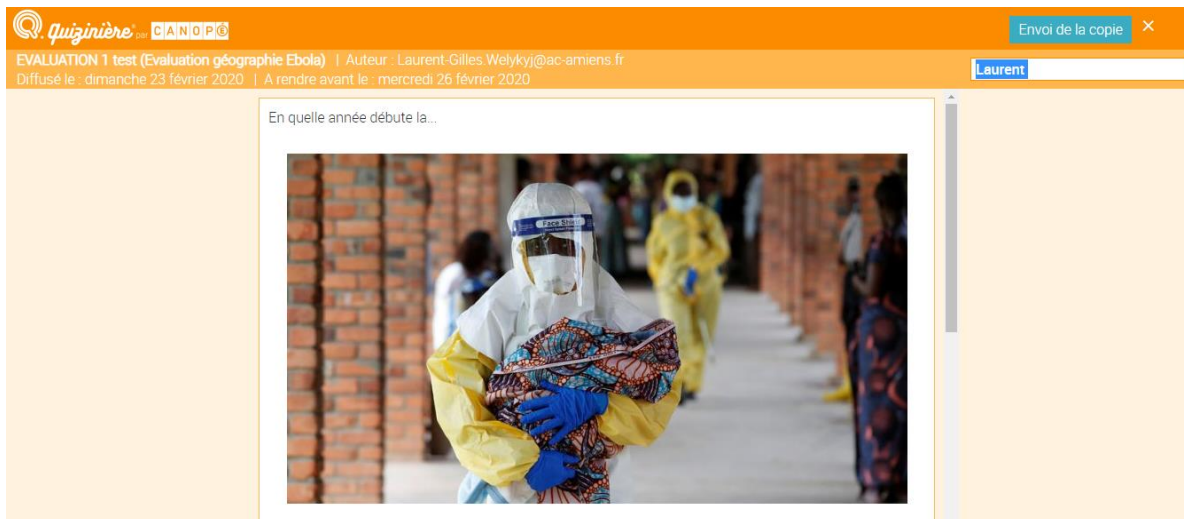 Quizinière par CANOPÉ
Envoi de la copie ×
EVALUATION 1 test (Evaluation géographie Ebola) | Auteur : Laurent-Gilles.Welykyj@ac-amiens.fr
Diffusé le : dimanche 23 février 2020 | A rendre avant le : mercredi 26 février 2020
Laurent
En quelle année débute la...
Face Shield